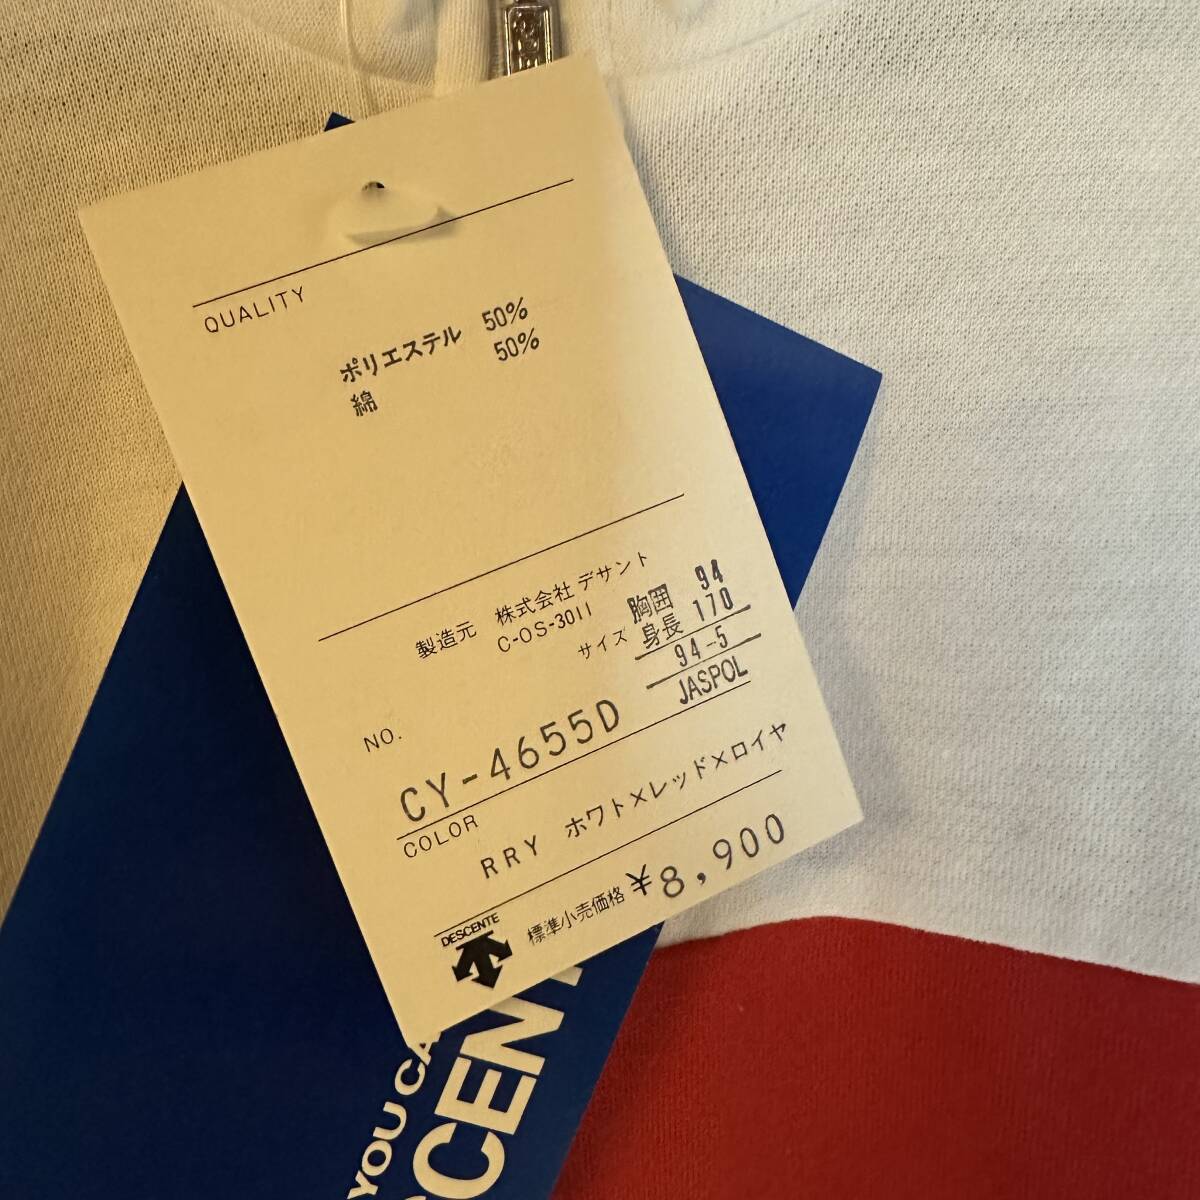 QUALITY
ポリエステル 50%
綿 50%
製造元 株式会社 デサント
C-OS-3011
サイズ
胸囲 94
身長 170
94-5
JASPOL
NO.
CY-4655D
COLOR
RRY ホワト×レッド×ロイヤ
標準小売価格 ¥8,900
DESCENTE
YOU CA
SCENT